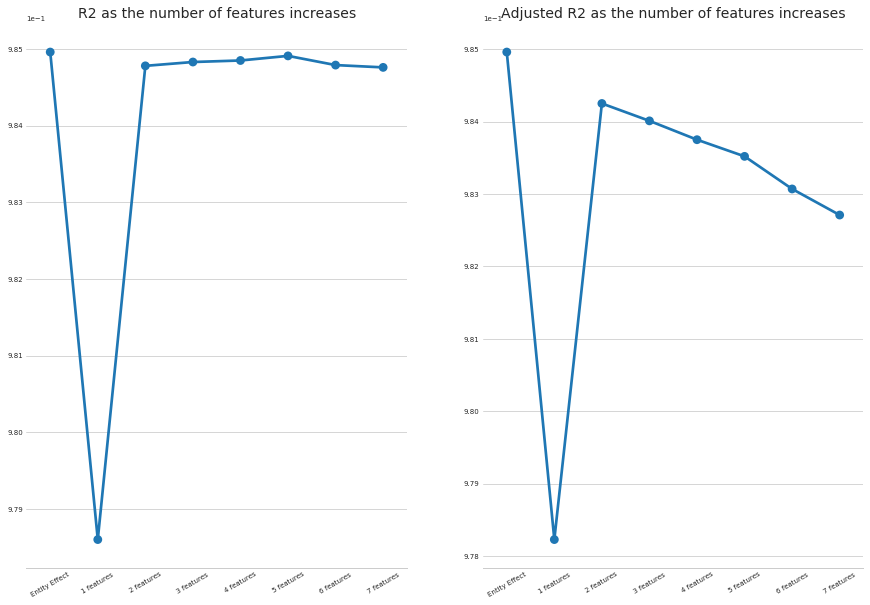 R2 as the number of features increases
1e−1
9.85
9.84
9.83
9.82
9.81
9.80
9.79
Entity Effect
1 features
2 features
3 features
4 features
5 features
6 features
7 features
Adjusted R2 as the number of features increases
1e−1
9.85
9.84
9.83
9.82
9.81
9.80
9.79
9.78
Entity Effect
1 features
2 features
3 features
4 features
5 features
6 features
7 features